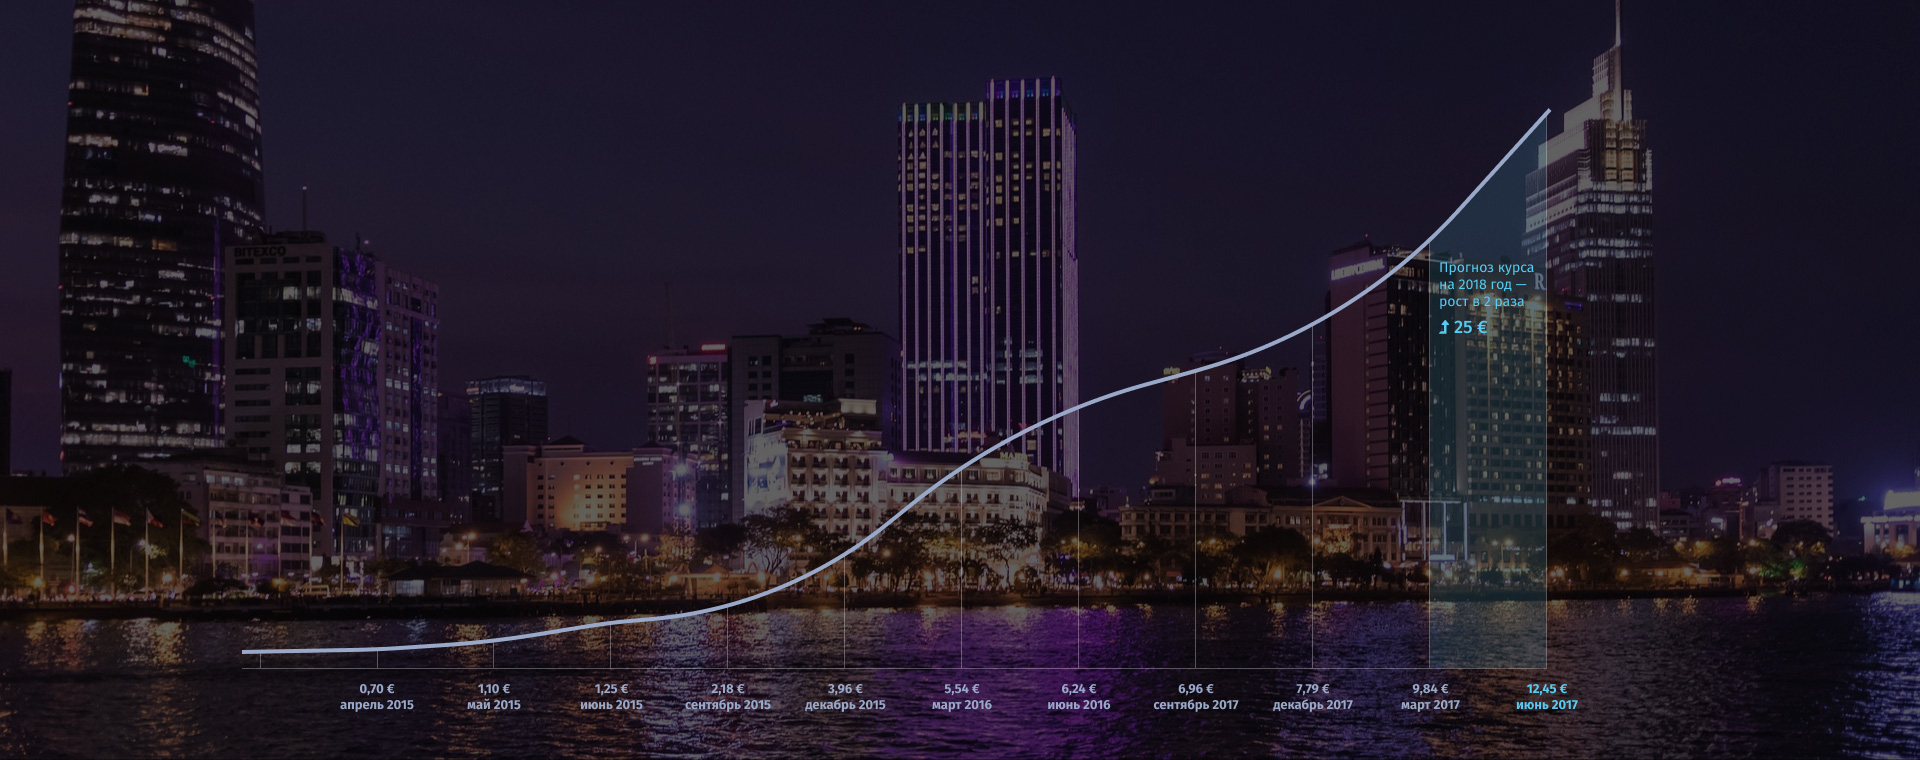 BITEXCO
Прогноз курса
на 2018 год —
рост в 2 раза
25 €
R
0,70 €
апрель 2015
1,10 €
май 2015
1,25 €
июнь 2015
2,18 €
сентябрь 2015
3,96 €
декабрь 2015
5,54 €
март 2016
6,24 €
июнь 2016
6,96 €
сентябрь 2017
7,79 €
декабрь 2017
9,84 €
март 2017
12,45 €
июнь 2017